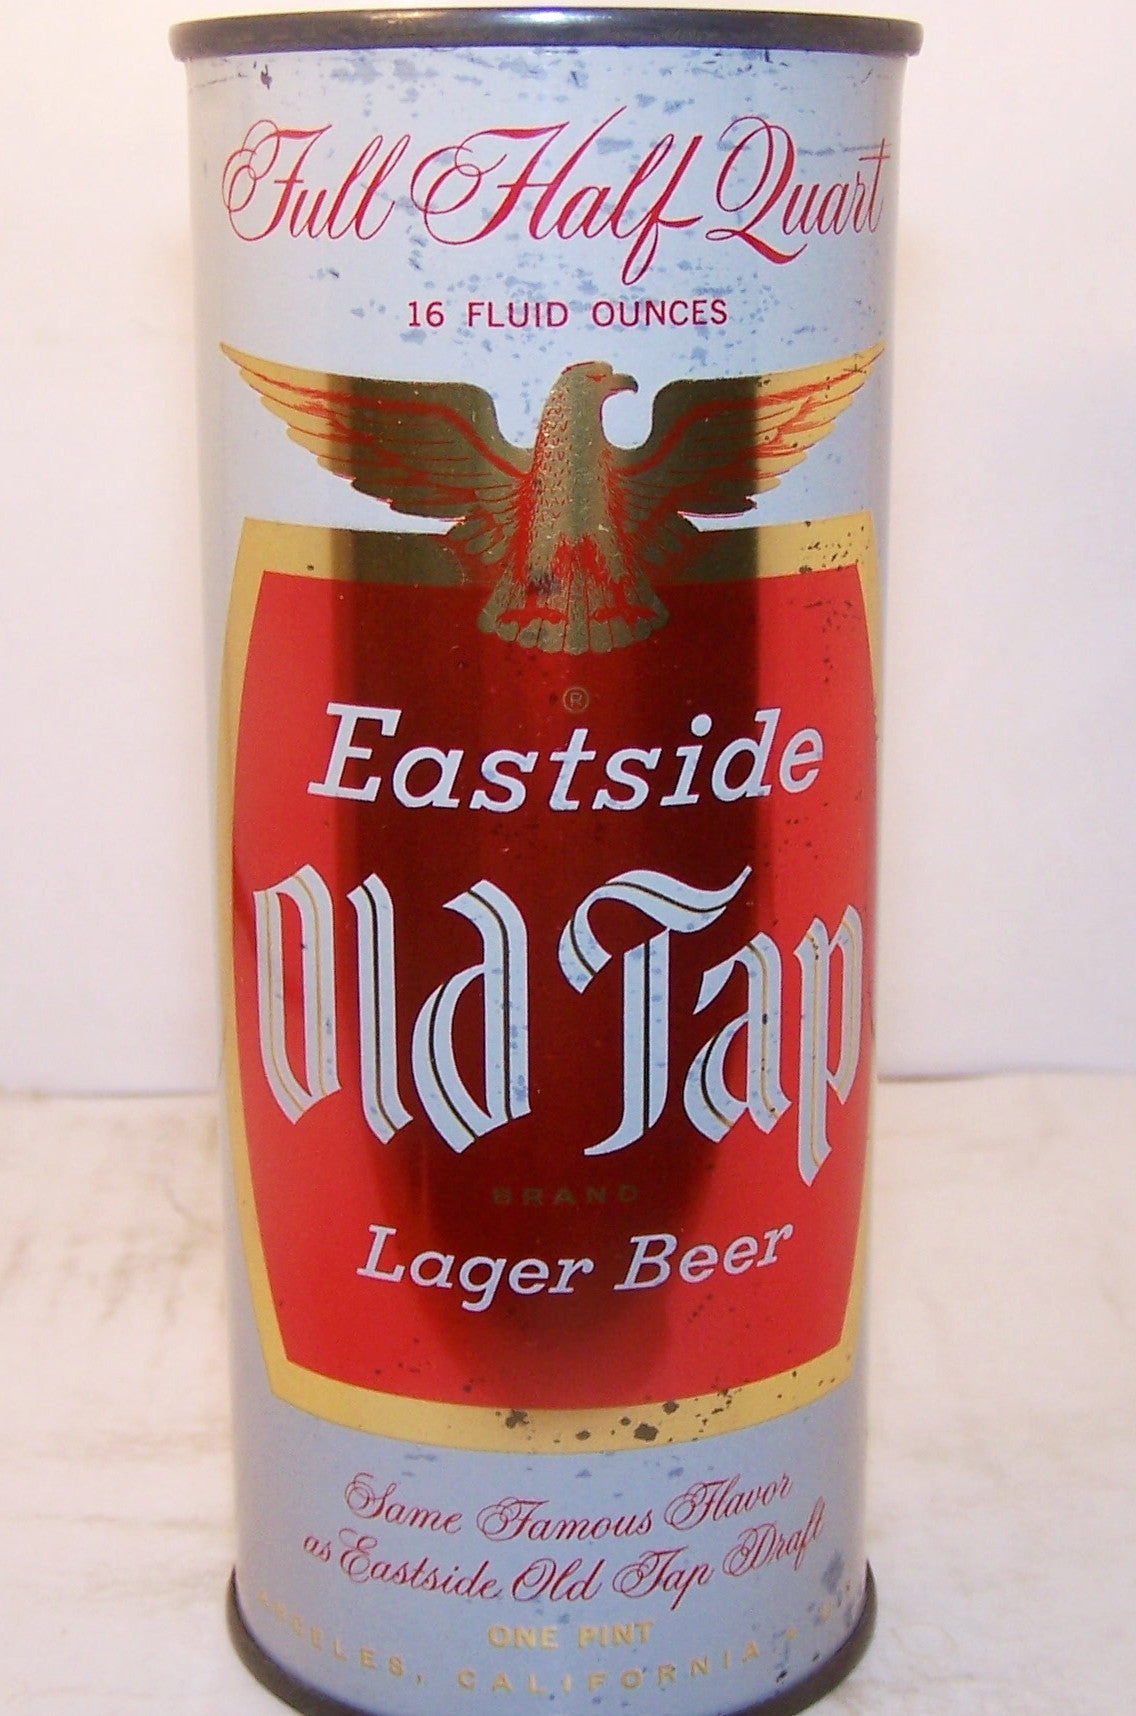 Full Half Quart
16 FLUID OUNCES
®
Eastside
Old Tap
BRAND
Lager Beer
Same Famous Flavor
as Eastside Old Tap Draft
ONE PINT
ANGELES, CALIFORNIA